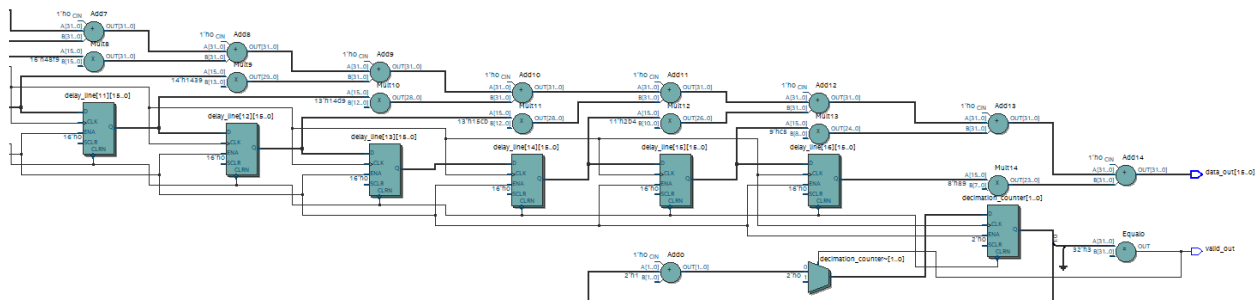 Add7
1'h0 CIN
A[31..0]
B[31..0]
OUT[31..0]
Mult8
A[15..0]
B[15..0]
OUT[31..0]
Add8
1'h0 CIN
A[31..0]
B[31..0]
OUT[31..0]
Mult9
A[15..0]
14'h1439
B[13..0]
OUT[29..0]
Add9
1'h0 CIN
A[31..0]
B[31..0]
OUT[31..0]
Mult10
A[15..0]
B[12..0]
OUT[28..0]
Add10
1'h0 CIN
A[31..0]
B[31..0]
OUT[31..0]
Mult11
A[15..0]
B[12..0]
OUT[28..0]
Add11
1'h0 CIN
A[31..0]
B[31..0]
OUT[31..0]
Mult12
A[15..0]
11'h2D4
B[10..0]
OUT[26..0]
Add12
1'h0 CIN
A[31..0]
B[31..0]
OUT[31..0]
Mult13
A[15..0]
9'hC8
B[8..0]
OUT[24..0]
Add13
1'h0 CIN
A[31..0]
B[31..0]
OUT[31..0]
Add14
1'h0 CIN
A[31..0]
B[31..0]
OUT[31..0]
data_out[15..0]
Mult14
A[15..0]
8'h89
B[7..0]
OUT[23..0]
delay_line[11][15..0]
D
CLK
ENA
16'h0
SCLR
CLRN
Q
delay_line[12][15..0]
D
CLK
ENA
16'h0
SCLR
CLRN
Q
delay_line[13][15..0]
D
CLK
ENA
16'h0
SCLR
CLRN
Q
delay_line[14][15..0]
D
CLK
ENA
16'h0
SCLR
CLRN
Q
delay_line[15][15..0]
D
CLK
ENA
16'h0
SCLR
CLRN
Q
delay_line[16][15..0]
D
CLK
ENA
16'h0
SCLR
CLRN
Q
decimation_counter[1..0]
D
CLK
ENA
2'h0
SCLR
CLRN
Q
Equal0
A[31..0]
32'h3
B[31..0]
OUT
valid_out
Add0
1'h0 CIN
A[1..0]
2'h1
B[1..0]
OUT[1..0]
decimation_counter~[1..0]
0
2'h0
1